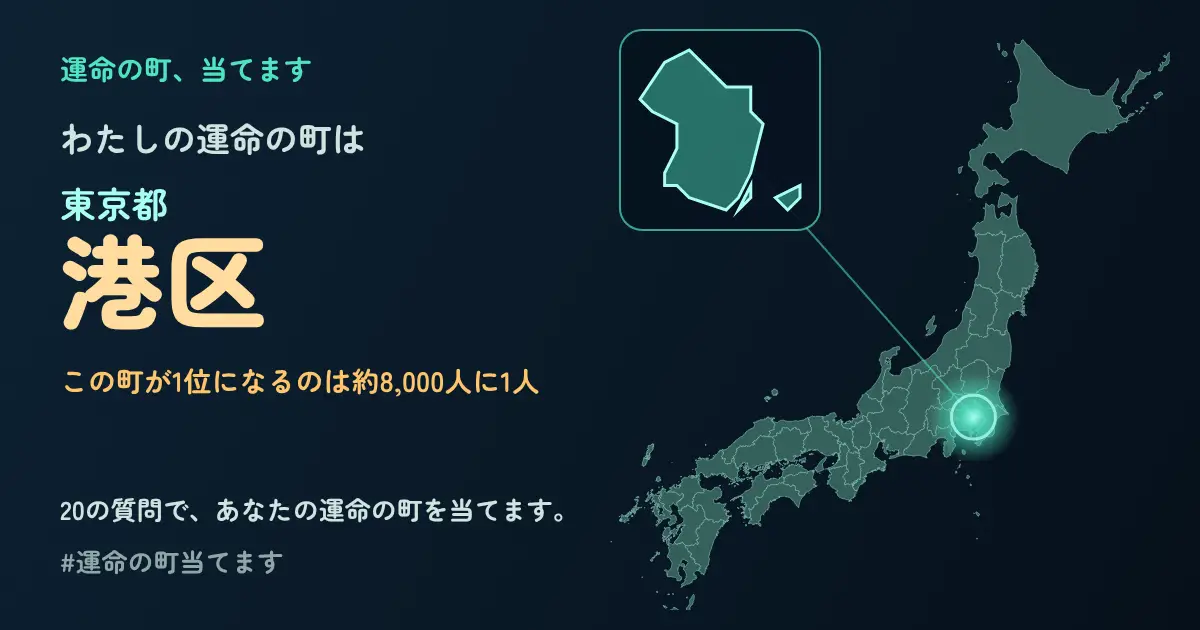 運命の町、当てます
わたしの運命の町は
東京都
港区
この町が1位になるのは約8,000人に1人
20の質問で、あなたの運命の町を当てます。
#運命の町当てます